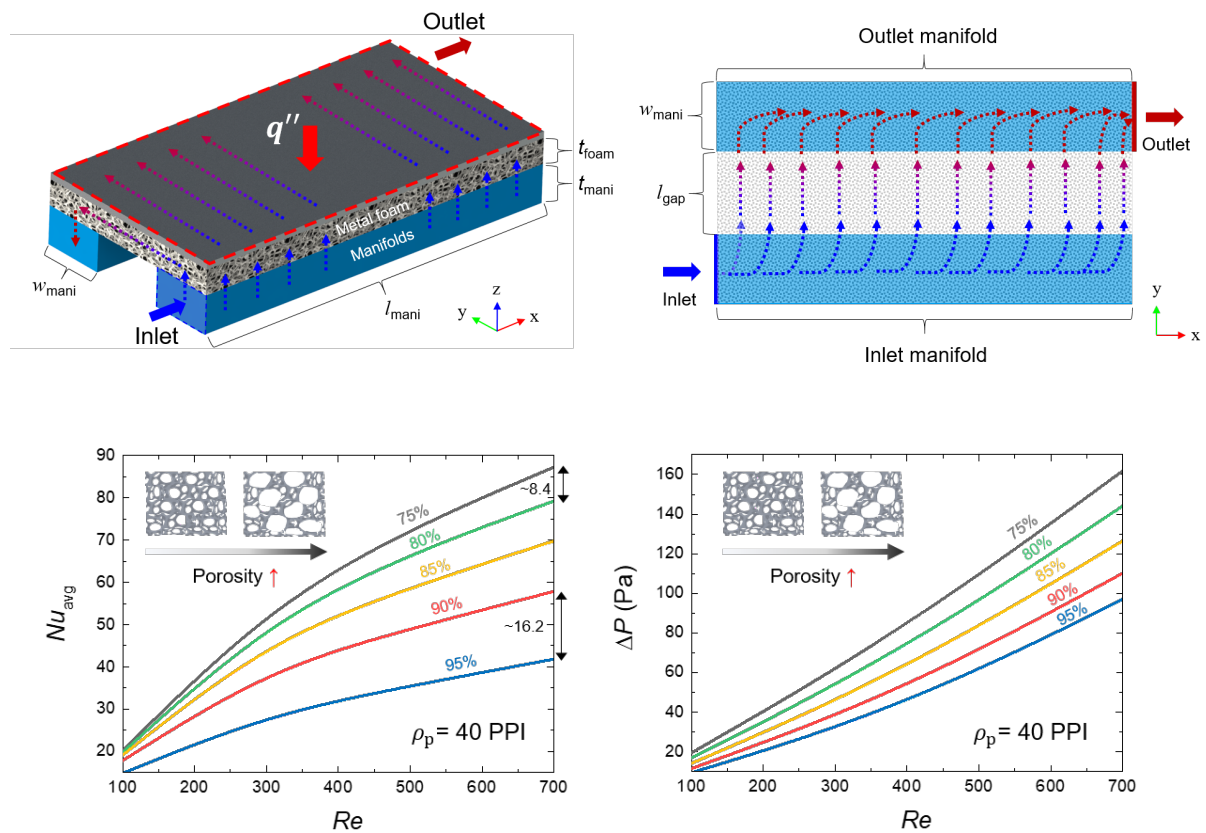 Outlet
q''
t_foam
t_mani
Metal foam
Manifolds
w_mani
l_mani
Inlet
z
y
x
Outlet manifold
w_mani
Outlet
l_gap
Inlet
y
x
Inlet manifold
90
80
70
60
50
40
30
20
Nu_avg
75%
80%
85%
90%
95%
Porosity ↑
~8.4
~16.2
ρ_p = 40 PPI
100 200 300 400 500 600 700
Re
160
140
120
100
80
60
40
20
ΔP (Pa)
75%
80%
85%
90%
95%
Porosity ↑
ρ_p = 40 PPI
100 200 300 400 500 600 700
Re